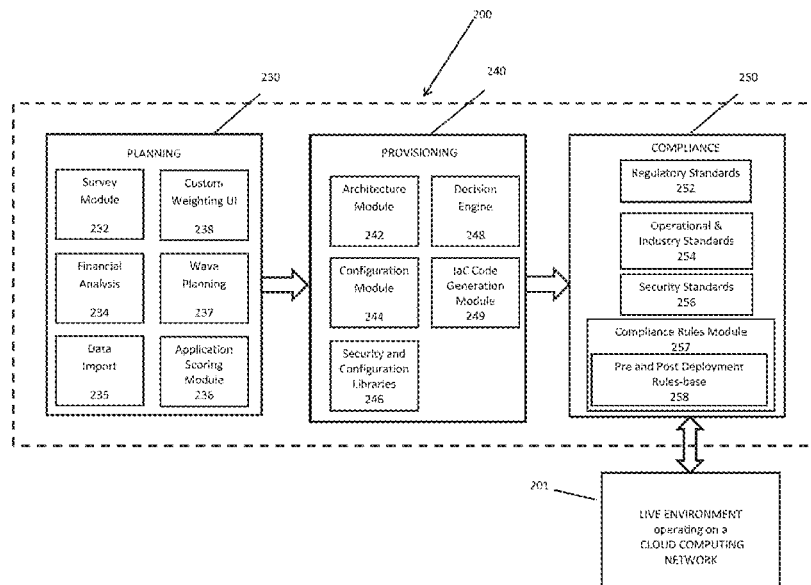 200
230
240
250
PLANNING
Survey
Module
232
Custom
Weighting UI
238
Financial
Analysis
234
Wave
Planning
237
Data
Import
235
Application
Scoring
Module
236
PROVISIONING
Architecture
Module
242
Decision
Engine
248
Configuration
Module
244
IaC Code
Generation
Module
249
Security and
Configuration
Libraries
246
COMPLIANCE
Regulatory Standards
252
Operational &
Industry Standards
254
Security Standards
256
Compliance Rules Module
257
Pre and Post Deployment
Rules-base
258
201
LIVE ENVIRONMENT
operating on a
CLOUD COMPUTING
NETWORK